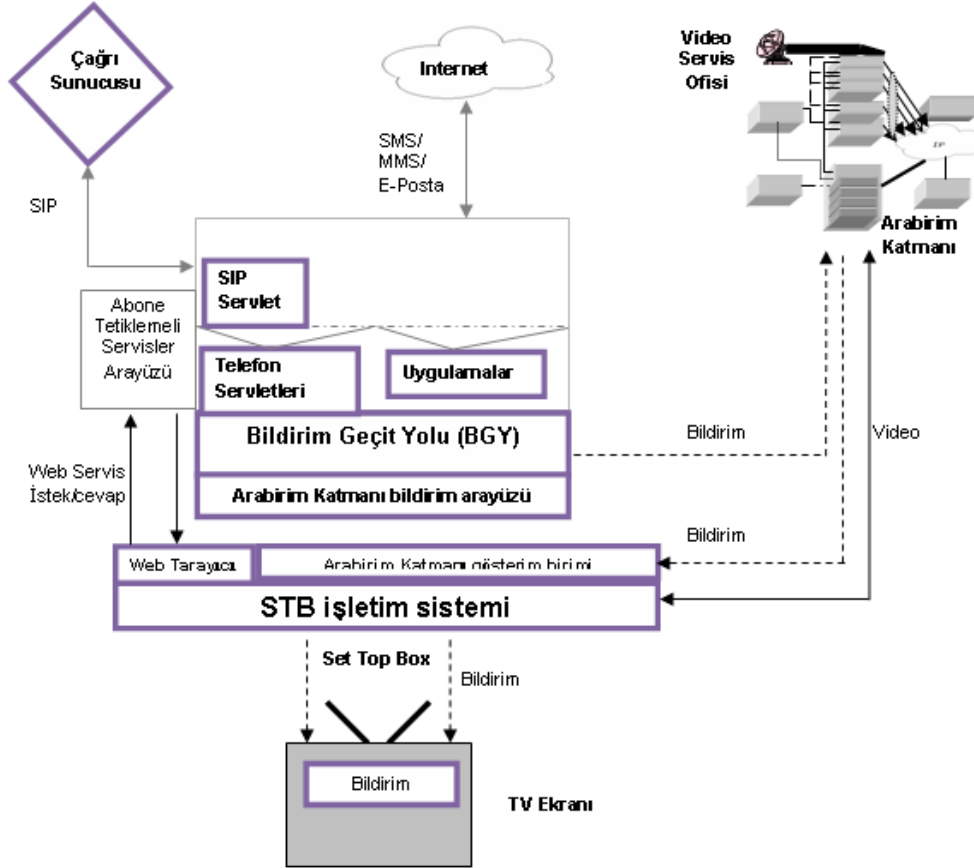 Çağrı
Sunucusu
Internet
Video
Servis
Ofisi
IP
SMS/
MMS/
E-Posta
SIP
Arabirim
Katmanı
SIP
Servlet
Abone
Tetiklemeli
Servisler
Arayüzü
Telefon
Servletleri
Uygulamalar
Bildirim Geçit Yolu (BGY)
Bildirim
Video
Web Servis
İstek/cevap
Arabirim Katmanı bildirim arayüzü
Bildirim
Web Tarayıcı
Arabirim Katmanı gösterim birimi
STB işletim sistemi
Set Top Box
Bildirim
Bildirim
TV Ekranı